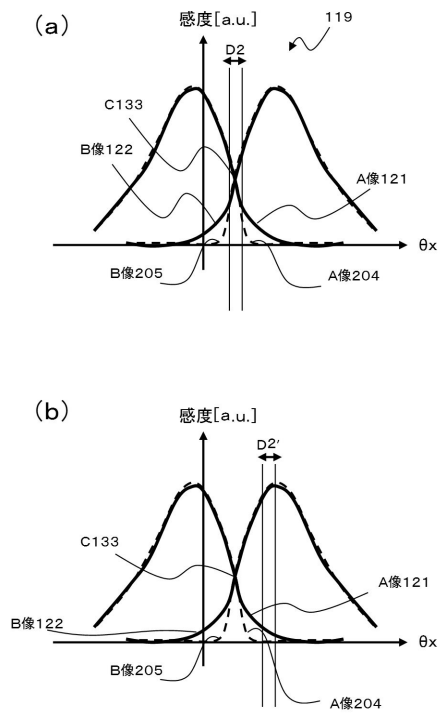 (a)
感度[a.u.]
119
D2
C133
B像122
A像121
θx
B像205
A像204
(b)
感度[a.u.]
D2'
C133
A像121
B像122
θx
B像205
A像204